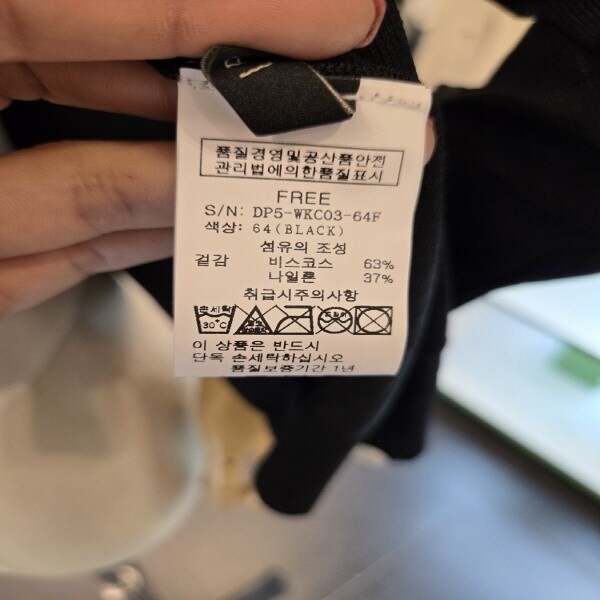 품질경영및공산품안전
관리법에의한품질표시
FREE
S/N: DP5-WKC03-64F
색상: 64(BLACK)
섬유의 조성
겉감 비스코스 63%
나일론 37%
취급시주의사항
손세탁
30°C
이 상품은 반드시
단독 손세탁하십시오
품질보증기간 1년